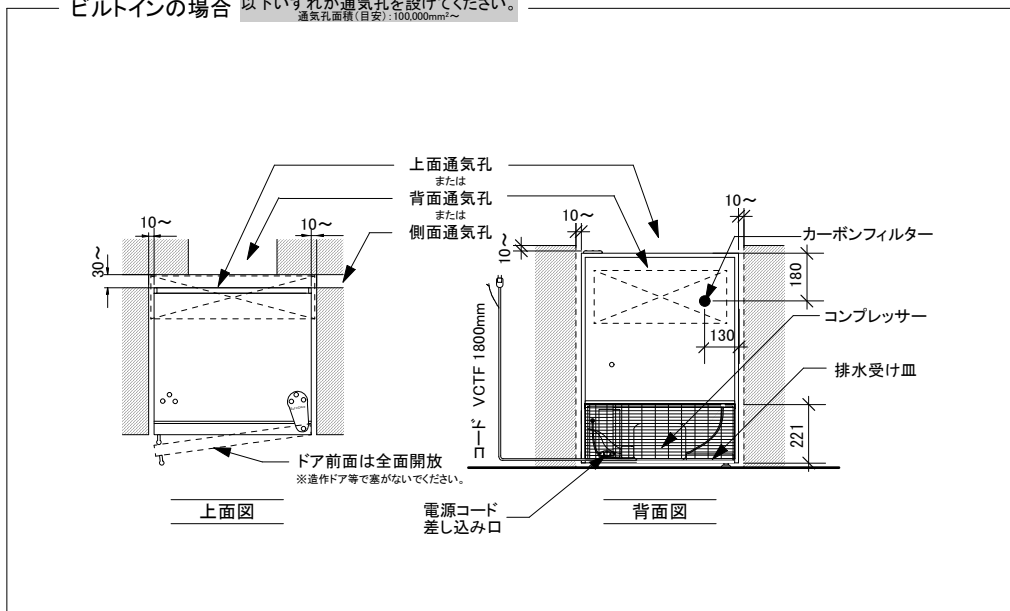 ビルトインの場合
以下いずれか通気孔を設けてください。
通気孔面積(目安):100,000mm²~
上面通気孔
または
背面通気孔
または
側面通気孔
10~
10~
30~
ドア前面は全面開放
※造作ドア等で塞がないでください。
上面図
10~
10~
10~
カーボンフィルター
180
130
コンプレッサー
排水受け皿
221
コード VCTF 1800mm
電源コード
差し込み口
背面図